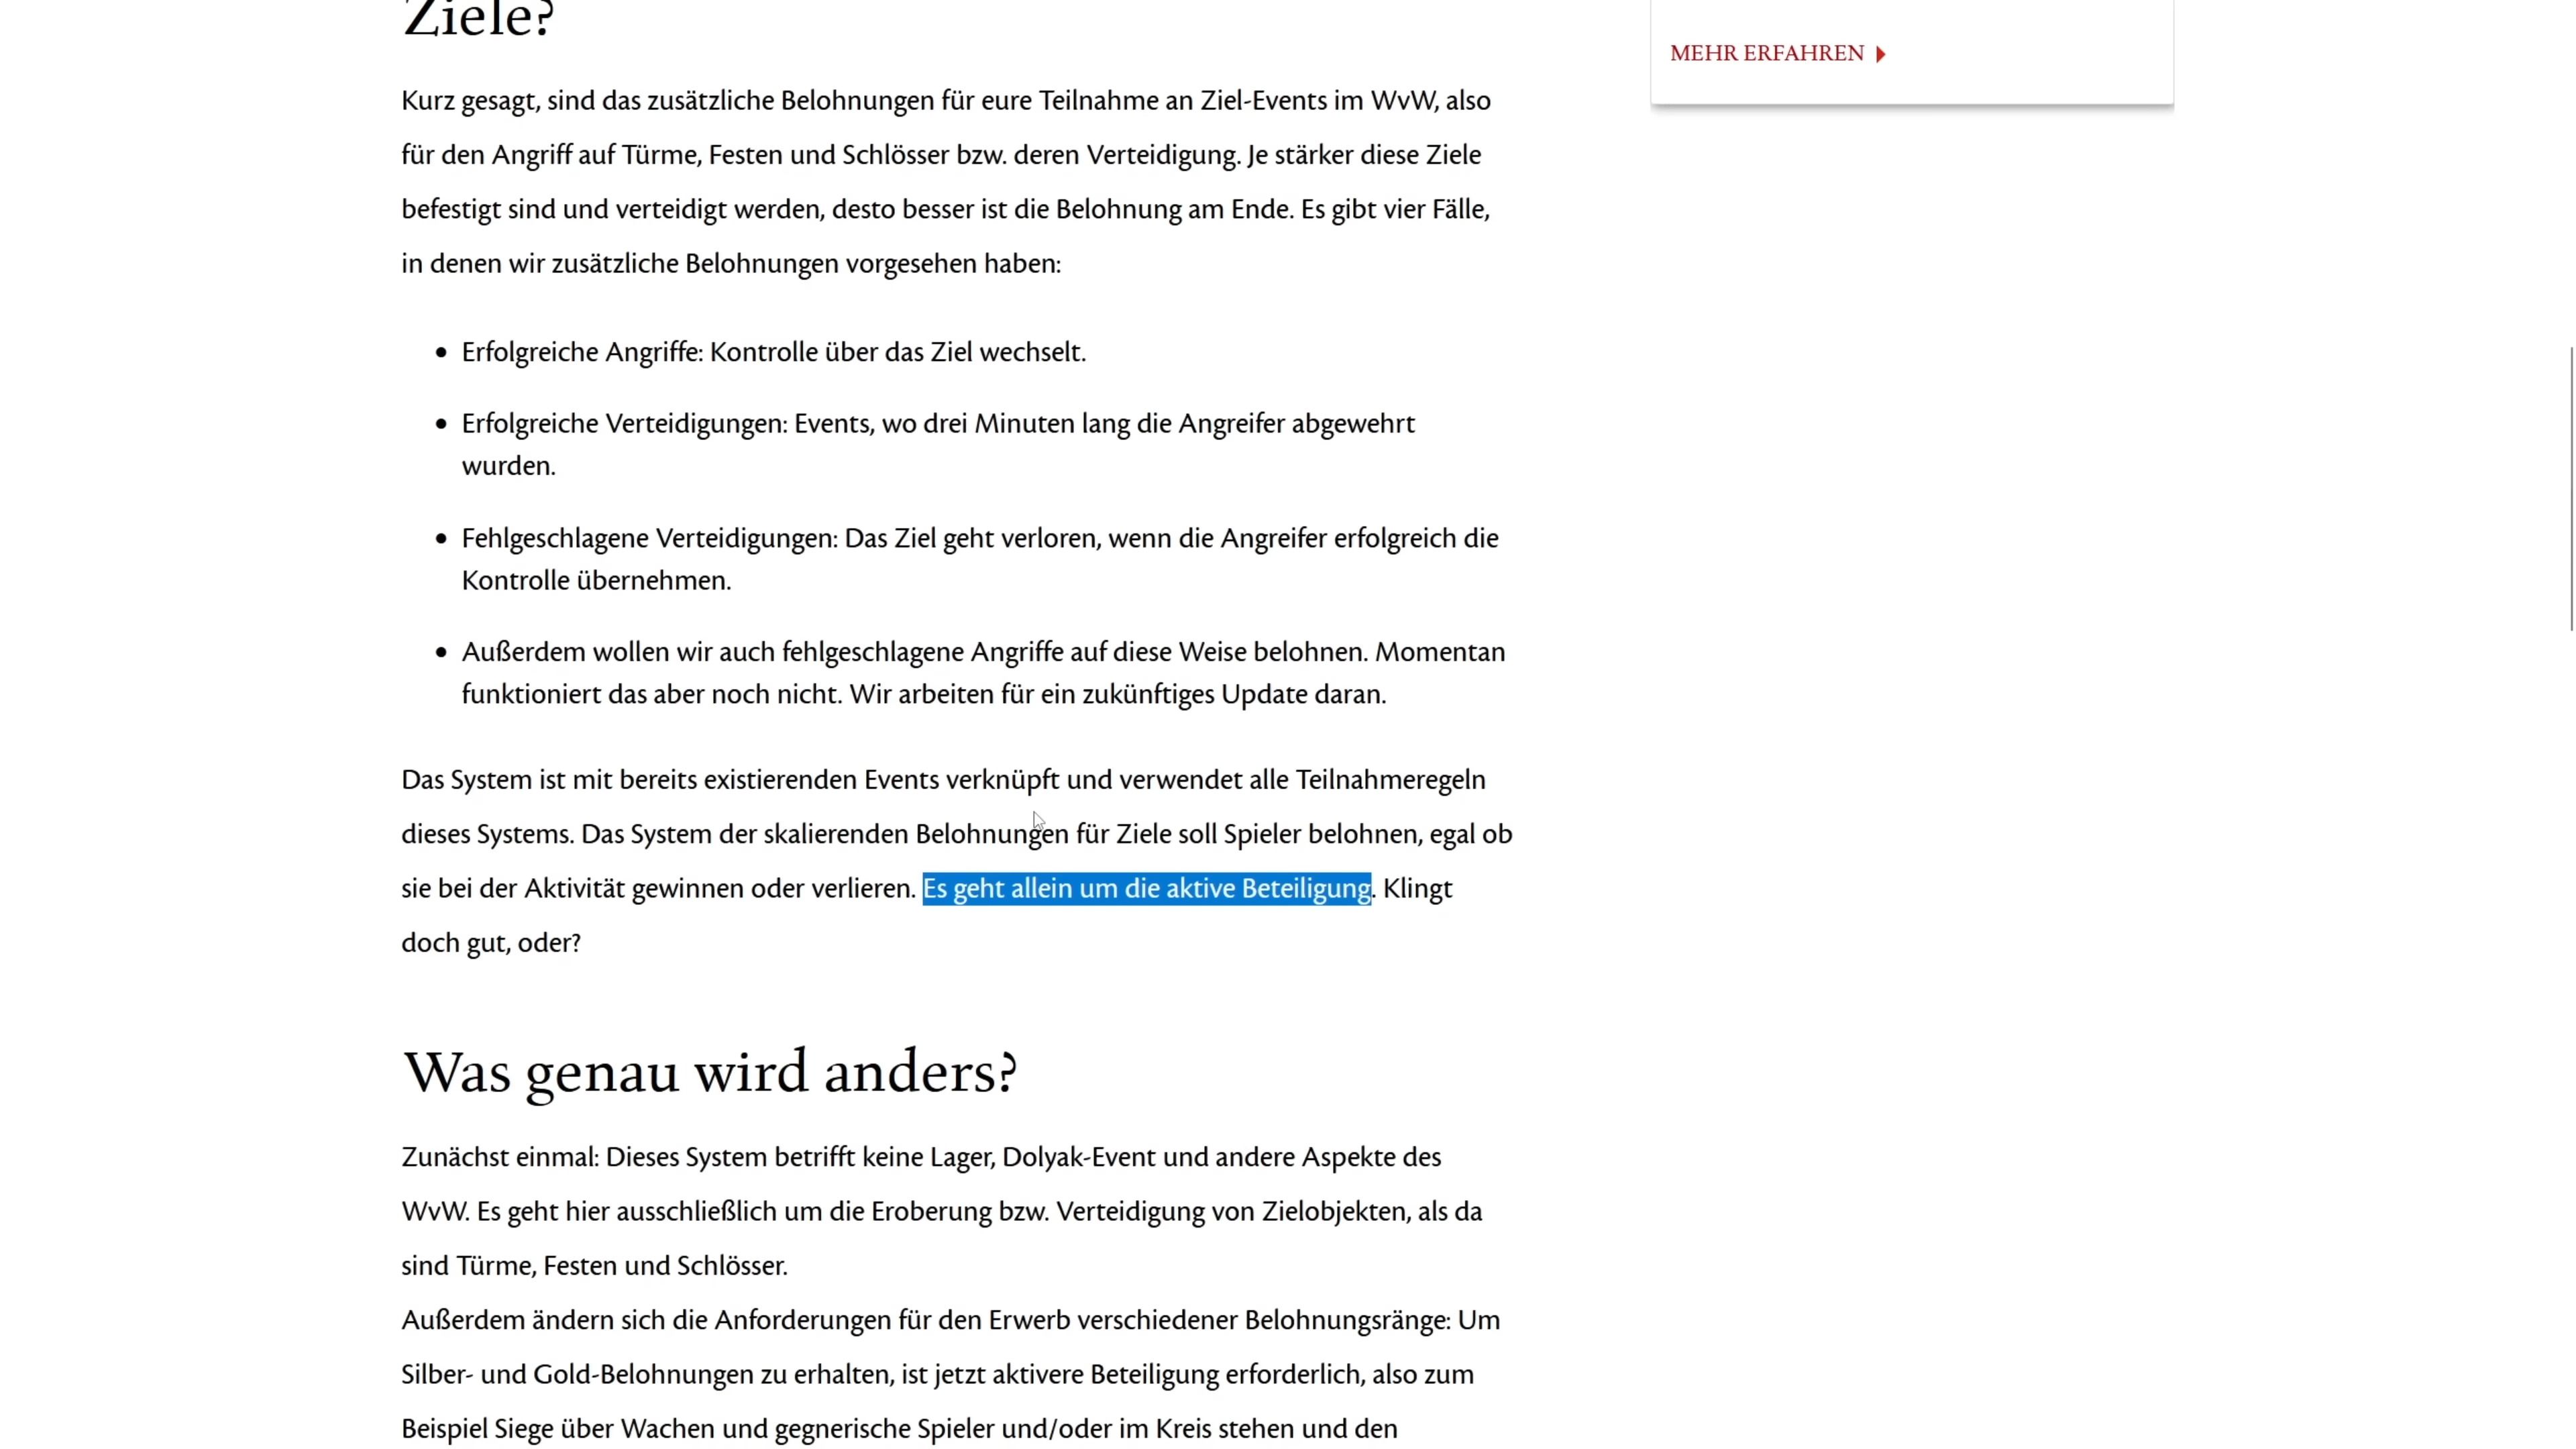 Ziele?
MEHR ERFAHREN
Kurz gesagt, sind das zusätzliche Belohnungen für eure Teilnahme an Ziel-Events im WvW, also
für den Angriff auf Türme, Festen und Schlösser bzw. deren Verteidigung. Je stärker diese Ziele
befestigt sind und verteidigt werden, desto besser ist die Belohnung am Ende. Es gibt vier Fälle,
in denen wir zusätzliche Belohnungen vorgesehen haben:
• Erfolgreiche Angriffe: Kontrolle über das Ziel wechselt.
• Erfolgreiche Verteidigungen: Events, wo drei Minuten lang die Angreifer abgewehrt
wurden.
• Fehlgeschlagene Verteidigungen: Das Ziel geht verloren, wenn die Angreifer erfolgreich die
Kontrolle übernehmen.
• Außerdem wollen wir auch fehlgeschlagene Angriffe auf diese Weise belohnen. Momentan
funktioniert das aber noch nicht. Wir arbeiten für ein zukünftiges Update daran.
Das System ist mit bereits existierenden Events verknüpft und verwendet alle Teilnahmeregeln
dieses Systems. Das System der skalierenden Belohnungen für Ziele soll Spieler belohnen, egal ob
sie bei der Aktivität gewinnen oder verlieren. Es geht allein um die aktive Beteiligung. Klingt
doch gut, oder?
Was genau wird anders?
Zunächst einmal: Dieses System betrifft keine Lager, Dolyak-Event und andere Aspekte des
WvW. Es geht hier ausschließlich um die Eroberung bzw. Verteidigung von Zielobjekten, als da
sind Türme, Festen und Schlösser.
Außerdem ändern sich die Anforderungen für den Erwerb verschiedener Belohnungsränge: Um
Silber- und Gold-Belohnungen zu erhalten, ist jetzt aktivere Beteiligung erforderlich, also zum
Beispiel Siege über Wachen und gegnerische Spieler und/oder im Kreis stehen und den